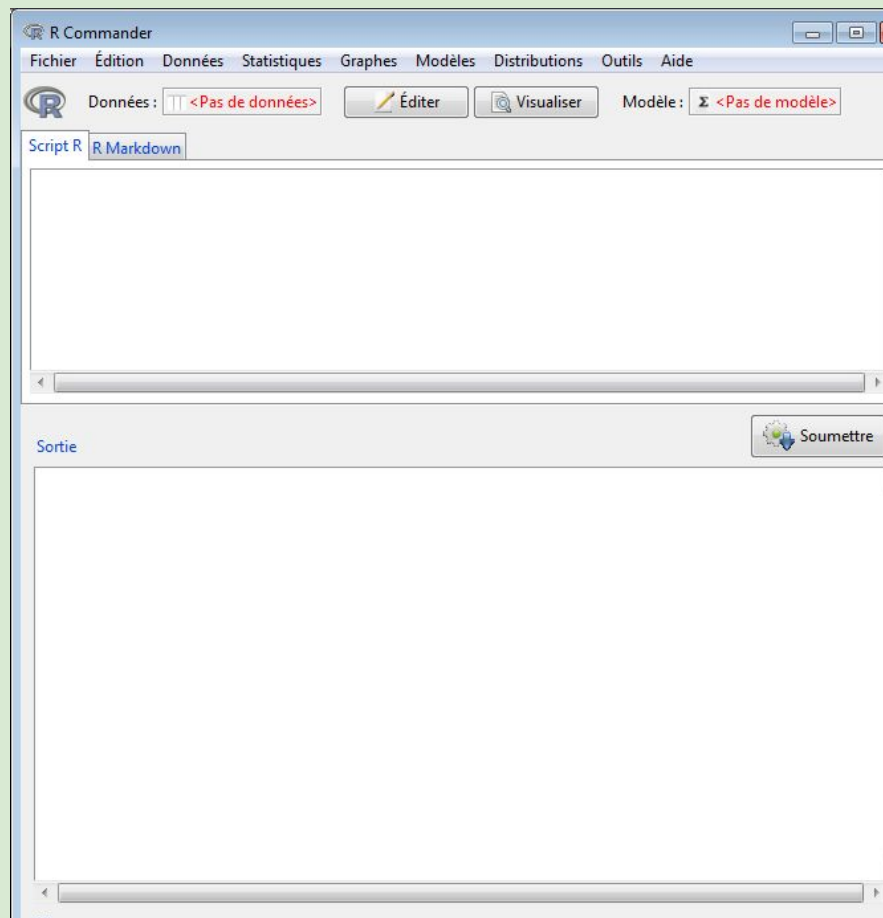 R Commander
Fichier Édition Données Statistiques Graphes Modèles Distributions Outils Aide
R Données : <Pas de données> Éditer Visualiser Modèle : Σ <Pas de modèle>
Script R R Markdown
Soumettre
Sortie